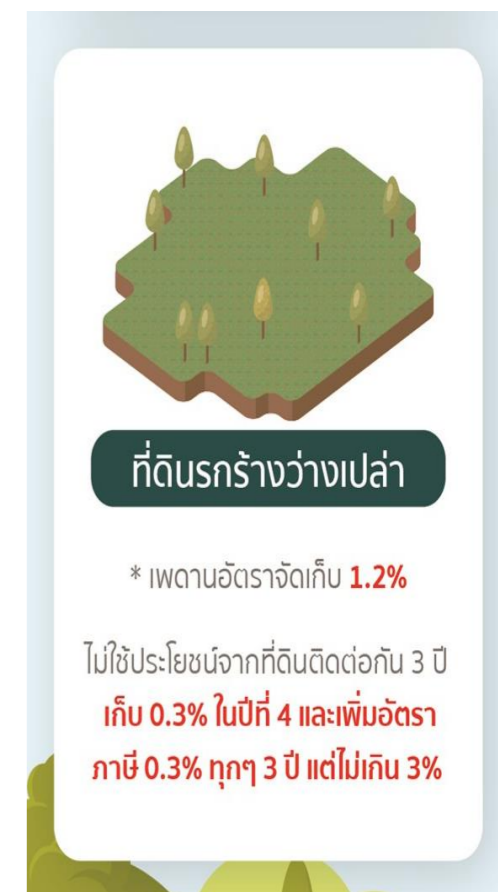 ที่ดินรกร้างว่างเปล่า
* เพดานอัตราจัดเก็บ 1.2%
ไม่ใช้ประโยชน์จากที่ดินติดต่อกัน 3 ปี
เก็บ 0.3% ในปีที่ 4 และเพิ่มอัตรา
ภาษี 0.3% ทุกๆ 3 ปี แต่ไม่เกิน 3%